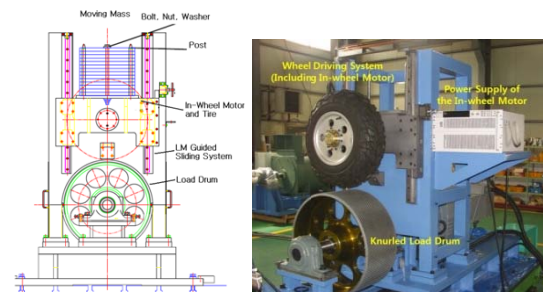 Moving Mass
Bolt, Nut, Washer
Post
In-Wheel Motor
and Tire
LM Guided
Sliding System
Load Drum
Wheel Driving System
(Including In-wheel Motor)
Power Supply of
the In-wheel Motor
Knurled Load Drum